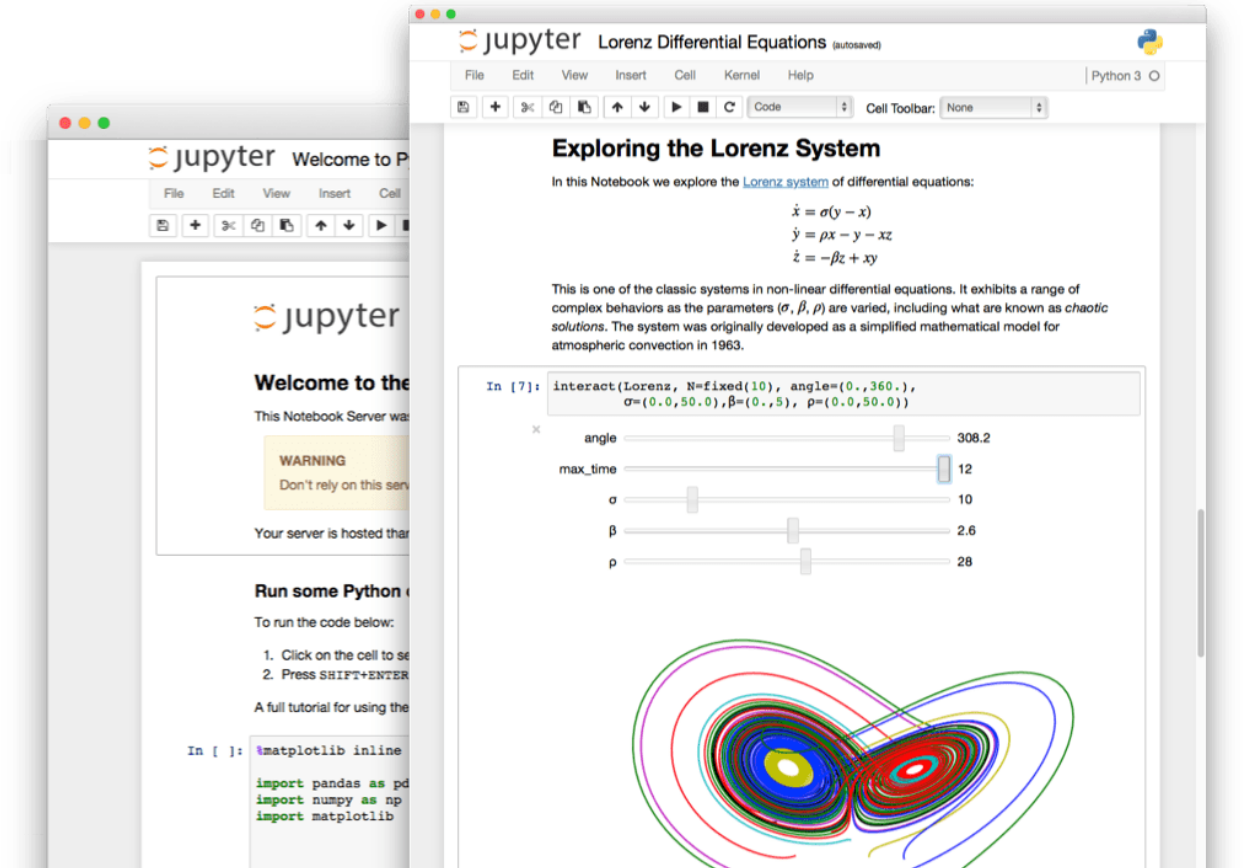 jupyter Lorenz Differential Equations (autosaved)
File Edit View Insert Cell Kernel Help Python 3
Code Cell Toolbar: None
Exploring the Lorenz System
In this Notebook we explore the Lorenz system of differential equations:
ẋ = σ(y − x)
ẏ = ρx − y − xz
ż = −βz + xy
This is one of the classic systems in non-linear differential equations. It exhibits a range of
complex behaviors as the parameters (σ, β, ρ) are varied, including what are known as chaotic
solutions. The system was originally developed as a simplified mathematical model for
atmospheric convection in 1963.
In [7]: interact(Lorenz, N=fixed(10), angle=(0.,360.),
σ=(0.0,50.0),β=(0.,5), ρ=(0.0,50.0))
angle 308.2
max_time 12
σ 10
β 2.6
ρ 28
jupyter Welcome to P
File Edit View Insert Cell
jupyter
Welcome to the
This Notebook Server was
WARNING
Don't rely on this serv
Your server is hosted than
Run some Python
To run the code below:
1. Click on the cell to se
2. Press SHIFT+ENTER
A full tutorial for using the
In [ ]: %matplotlib inline
import pandas as pd
import numpy as np
import matplotlib